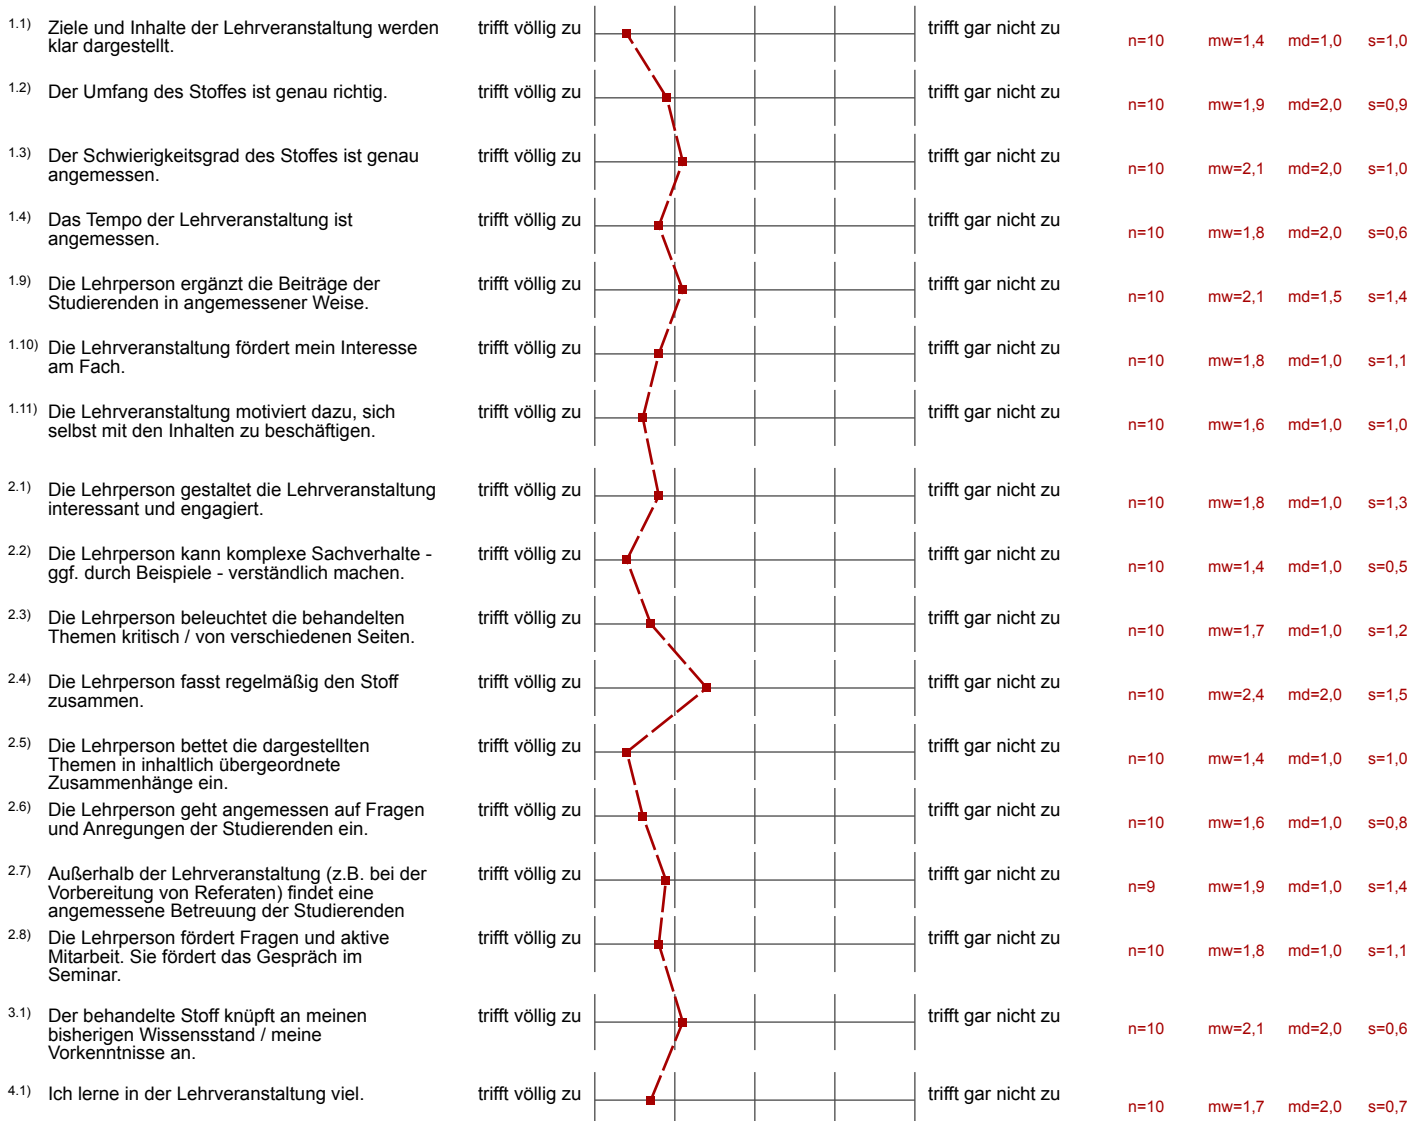 1.1) Ziele und Inhalte der Lehrveranstaltung werden klar dargestellt. trifft völlig zu trifft gar nicht zu n=10 mw=1,4 md=1,0 s=1,0
1.2) Der Umfang des Stoffes ist genau richtig. trifft völlig zu trifft gar nicht zu n=10 mw=1,9 md=2,0 s=0,9
1.3) Der Schwierigkeitsgrad des Stoffes ist genau angemessen. trifft völlig zu trifft gar nicht zu n=10 mw=2,1 md=2,0 s=1,0
1.4) Das Tempo der Lehrveranstaltung ist angemessen. trifft völlig zu trifft gar nicht zu n=10 mw=1,8 md=2,0 s=0,6
1.9) Die Lehrperson ergänzt die Beiträge der Studierenden in angemessener Weise. trifft völlig zu trifft gar nicht zu n=10 mw=2,1 md=1,5 s=1,4
1.10) Die Lehrveranstaltung fördert mein Interesse am Fach. trifft völlig zu trifft gar nicht zu n=10 mw=1,8 md=1,0 s=1,1
1.11) Die Lehrveranstaltung motiviert dazu, sich selbst mit den Inhalten zu beschäftigen. trifft völlig zu trifft gar nicht zu n=10 mw=1,6 md=1,0 s=1,0
2.1) Die Lehrperson gestaltet die Lehrveranstaltung interessant und engagiert. trifft völlig zu trifft gar nicht zu n=10 mw=1,8 md=1,0 s=1,3
2.2) Die Lehrperson kann komplexe Sachverhalte - ggf. durch Beispiele - verständlich machen. trifft völlig zu trifft gar nicht zu n=10 mw=1,4 md=1,0 s=0,5
2.3) Die Lehrperson beleuchtet die behandelten Themen kritisch / von verschiedenen Seiten. trifft völlig zu trifft gar nicht zu n=10 mw=1,7 md=1,0 s=1,2
2.4) Die Lehrperson fasst regelmäßig den Stoff zusammen. trifft völlig zu trifft gar nicht zu n=10 mw=2,4 md=2,0 s=1,5
2.5) Die Lehrperson bettet die dargestellten Themen in inhaltlich übergeordnete Zusammenhänge ein. trifft völlig zu trifft gar nicht zu n=10 mw=1,4 md=1,0 s=1,0
2.6) Die Lehrperson geht angemessen auf Fragen und Anregungen der Studierenden ein. trifft völlig zu trifft gar nicht zu n=10 mw=1,6 md=1,0 s=0,8
2.7) Außerhalb der Lehrveranstaltung (z.B. bei der Vorbereitung von Referaten) findet eine angemessene Betreuung der Studierenden trifft völlig zu trifft gar nicht zu n=9 mw=1,9 md=1,0 s=1,4
2.8) Die Lehrperson fördert Fragen und aktive Mitarbeit. Sie fördert das Gespräch im Seminar. trifft völlig zu trifft gar nicht zu n=10 mw=1,8 md=1,0 s=1,1
3.1) Der behandelte Stoff knüpft an meinen bisherigen Wissensstand / meine Vorkenntnisse an. trifft völlig zu trifft gar nicht zu n=10 mw=2,1 md=2,0 s=0,6
4.1) Ich lerne in der Lehrveranstaltung viel. trifft völlig zu trifft gar nicht zu n=10 mw=1,7 md=2,0 s=0,7